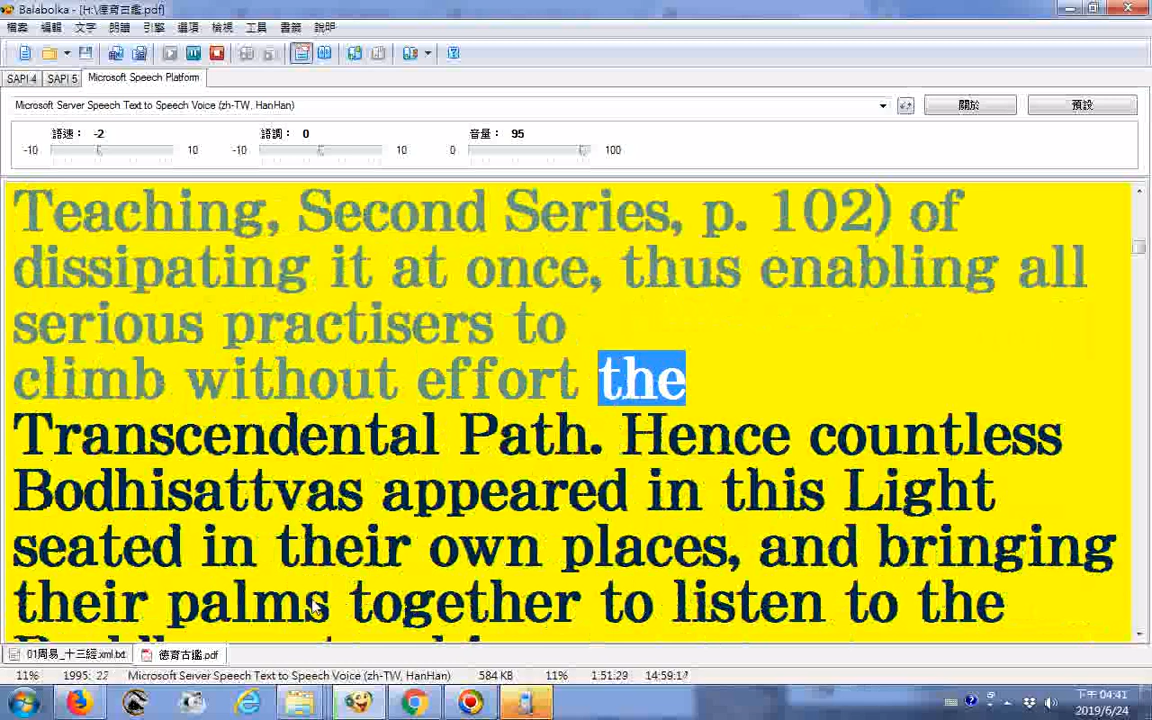 Balabolka - [H:\德育古鑑.pdf]
檔案 編輯 文字 朗讀 引擎 選項 檢視 工具 書籤 說明
SAPI 4 SAPI 5 Microsoft Speech Platform
Microsoft Server Speech Text to Speech Voice (zh-TW, HanHan) 關於 預設
語速： -2 語調： 0 音量： 95
-10 10 -10 10 0 100
Teaching, Second Series, p. 102) of
dissipating it at once, thus enabling all
serious practisers to
climb without effort the
Transcendental Path. Hence countless
Bodhisattvas appeared in this Light
seated in their own places, and bringing
their palms together to listen to the
01周易_十三經.xml.txt 德育古鑑.pdf
11% 1995: 22 Microsoft Server Speech Text to Speech Voice (zh-TW, HanHan) 584 KB 11% 1:51:29 14:59:17
下午 04:41
2019/6/24